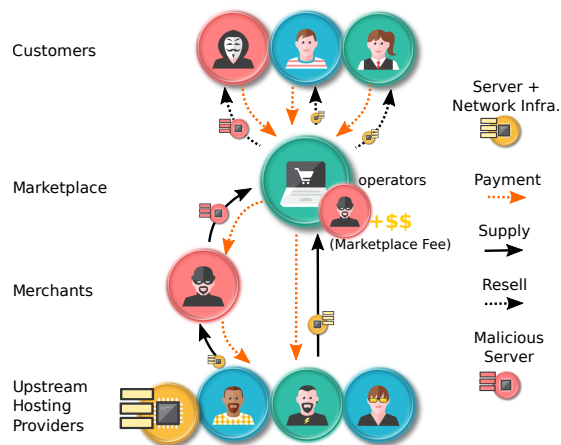 Customers
Server +
Network Infra.
Marketplace
operators
+$$
(Marketplace Fee)
Payment
Supply
Merchants
Resell
Malicious
Server
Upstream
Hosting
Providers